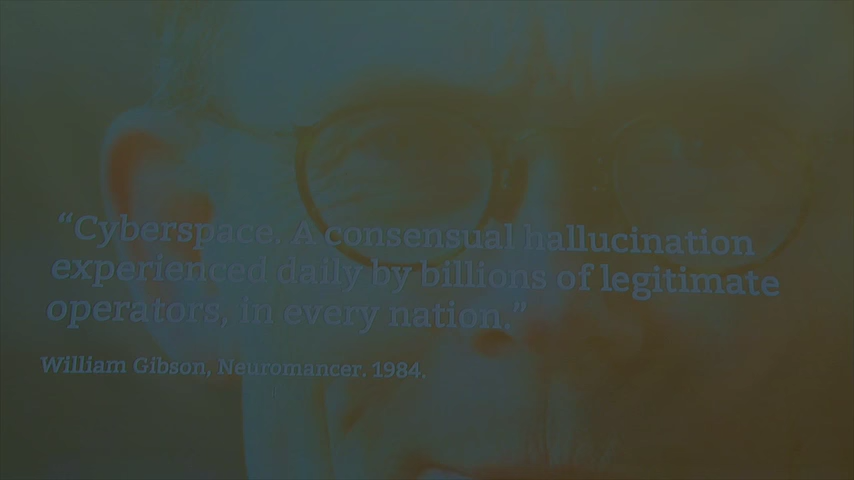 “Cyberspace. A consensual hallucination
experienced daily by billions of legitimate
operators, in every nation.”
William Gibson, Neuromancer. 1984.